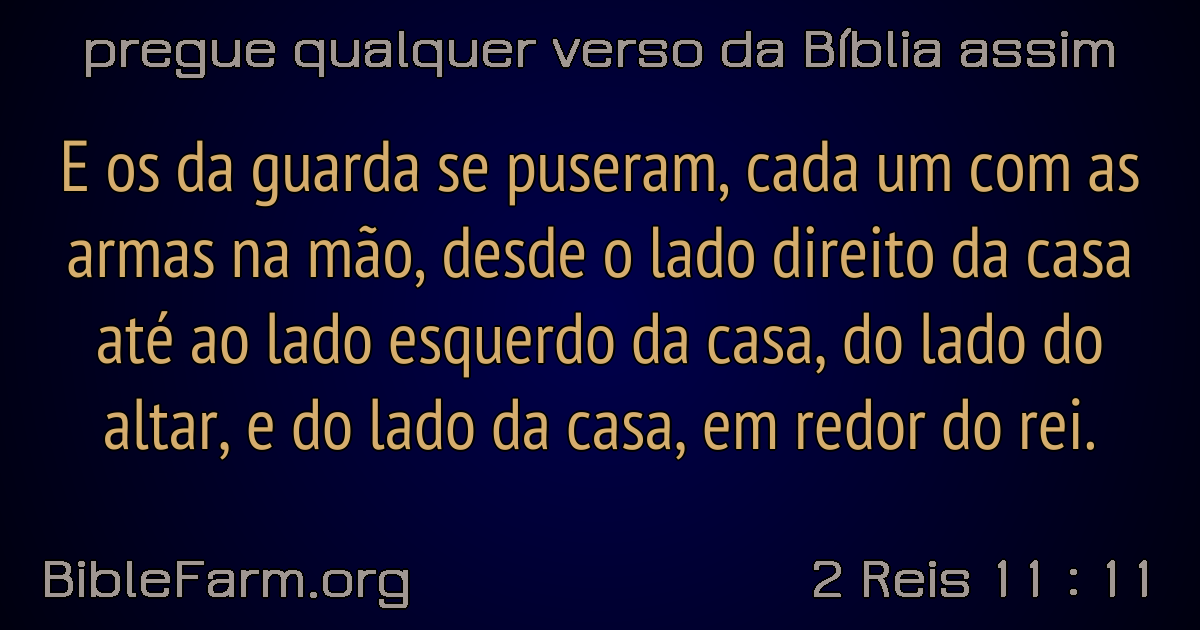 pregue qualquer verso da Bíblia assim
E os da guarda se puseram, cada um com as
armas na mão, desde o lado direito da casa
até ao lado esquerdo da casa, do lado do
altar, e do lado da casa, em redor do rei.
BibleFarm.org
2 Reis 11 : 11